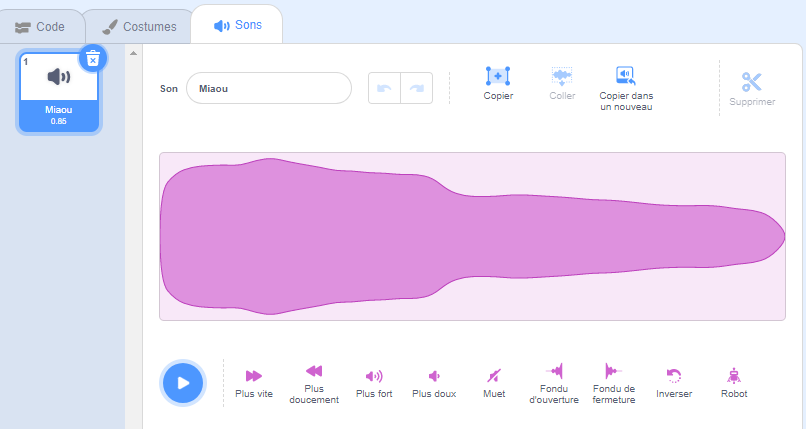 Code
Costumes
Sons
1
Miaou
0.85
Son
Miaou
Copier
Coller
Copier dans
un nouveau
Supprimer
Plus vite
Plus
doucement
Plus fort
Plus doux
Muet
Fondu
d'ouverture
Fondu de
fermeture
Inverser
Robot